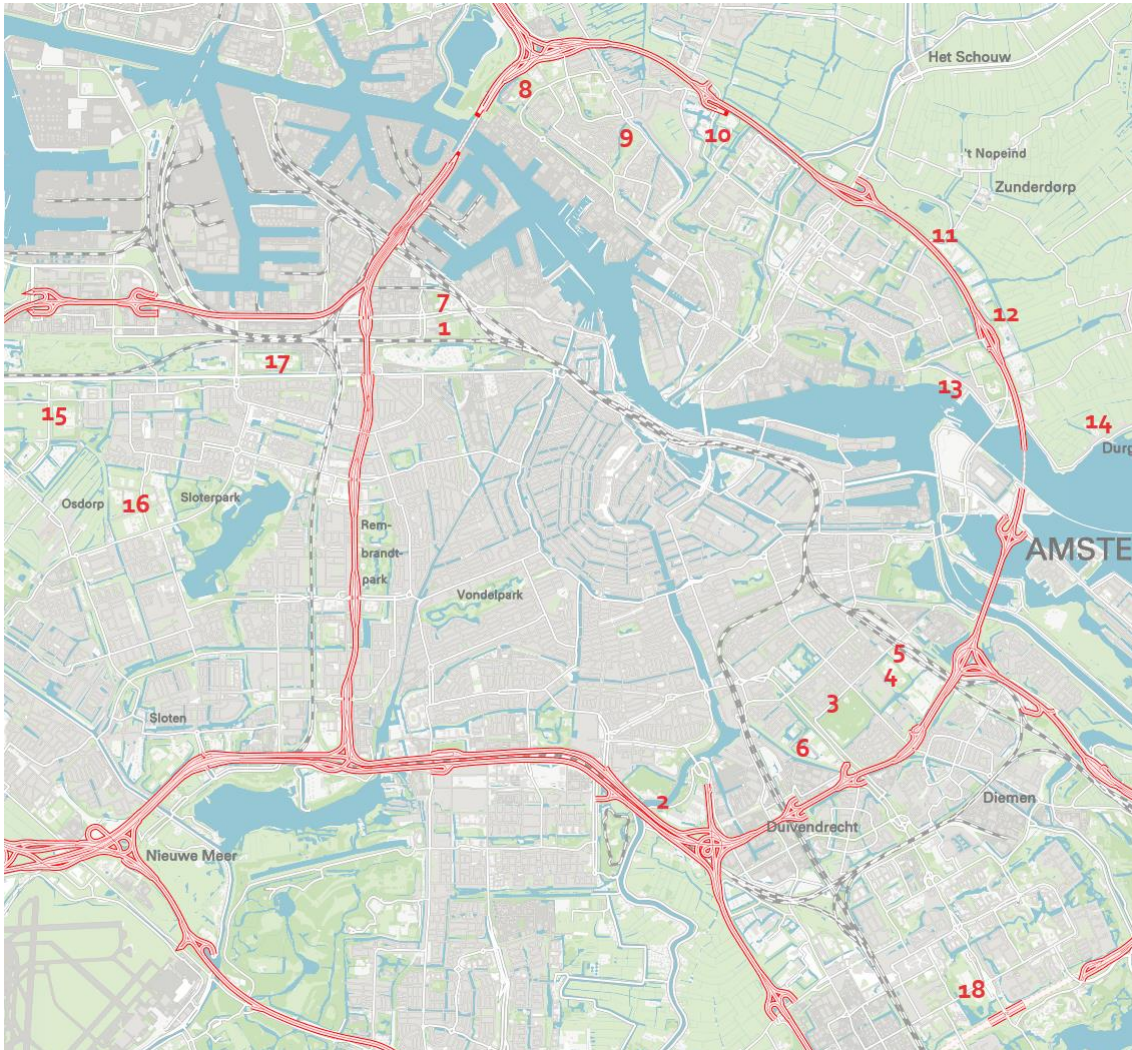 Het Schouw
8
9
10
't Nopeind
Zunderdorp
11
7
12
1
17
13
15
14
Durg
16
Osdorp
Sloterpark
Rem-
brandt-
park
AMSTE
Vondelpark
5
4
3
Sloten
6
2
Diemen
Duivendrecht
Nieuwe Meer
18